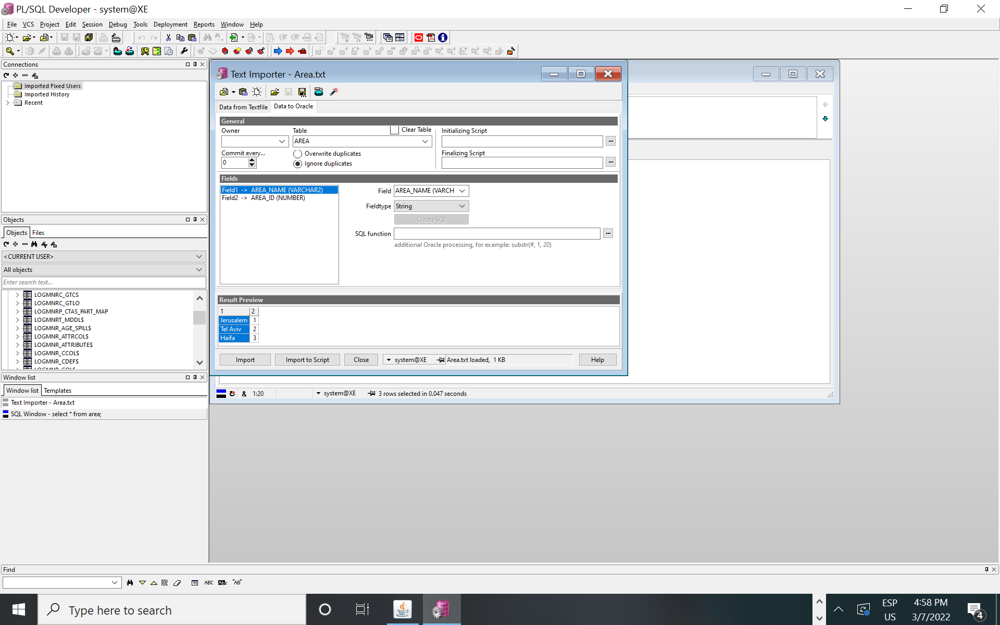 PL/SQL Developer - system@XE
File VCS Project Edit Session Debug Tools Deployment Reports Window Help
Connections
Imported Fixed Users
Imported History
Recent
Objects
Objects Files
<CURRENT USER>
All objects
Enter search text...
LOGMNRC_GTCS
LOGMNRC_GTLO
LOGMNRP_CTAS_PART_MAP
LOGMNRT_MDDL$
LOGMNR_AGE_SPILL$
LOGMNR_ATTRCOL$
LOGMNR_ATTRIBUTE$
LOGMNR_CCOL$
LOGMNR_CDEF$
Window list
Window list Templates
Text Importer - Area.txt
SQL Window - select * from area;
Text Importer - Area.txt
Data from Textfile Data to Oracle
General
Owner Table Clear Table Initializing Script
AREA
Commit every... Overwrite duplicates Finalizing Script
0 Ignore duplicates
Fields
Field1 -> AREA_NAME (VARCHAR2)
Field2 -> AREA_ID (NUMBER)
Field AREA_NAME (VARCH
Fieldtype String
Create SQL
SQL function
additional Oracle processing, for example: substr(#, 1, 20)
Result Preview
1 2
Jerusalem 1
Tel Aviv 2
Haifa 3
Import Import to Script Close system@XE Area.txt loaded, 1 KB Help
& 1:20 system@XE 3 rows selected in 0.047 seconds
Find
ABC "AB"
Type here to search
ESP
US
4:58 PM
3/7/2022
4